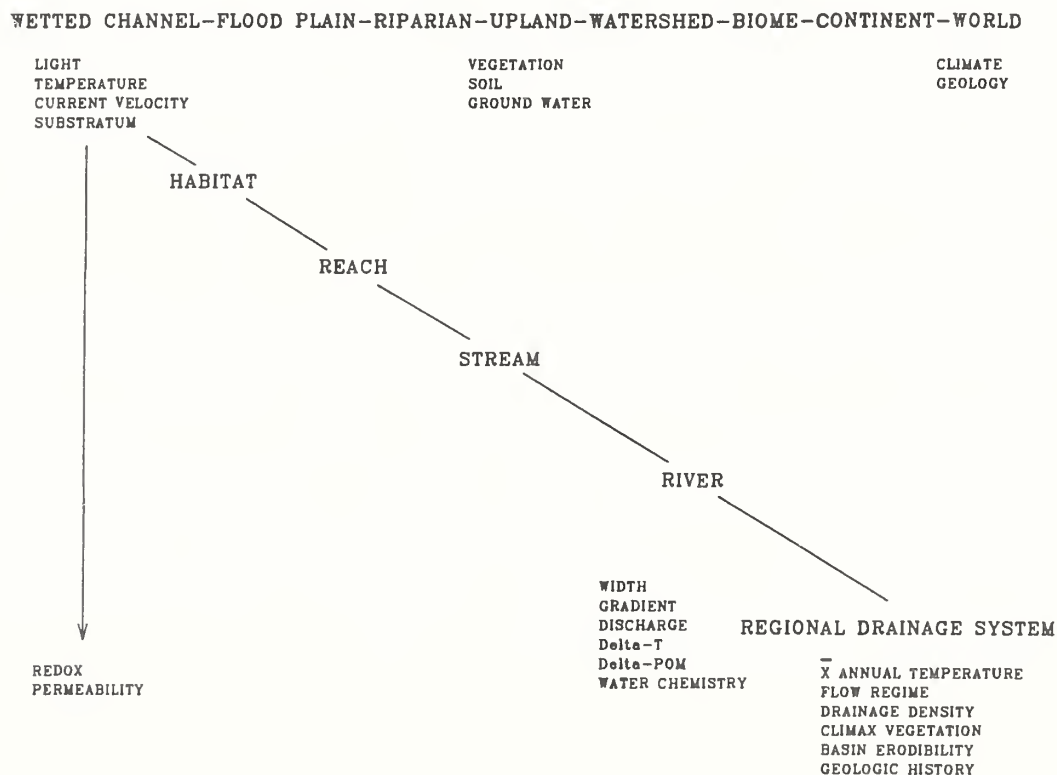 WETTED CHANNEL-FLOOD PLAIN-RIPARIAN-UPLAND-WATERSHED-BIOME-CONTINENT-WORLD
LIGHT
TEMPERATURE
CURRENT VELOCITY
SUBSTRATUM
VEGETATION
SOIL
GROUND WATER
CLIMATE
GEOLOGY
HABITAT
REACH
STREAM
RIVER
REGIONAL DRAINAGE SYSTEM
REDOX
PERMEABILITY
WIDTH
GRADIENT
DISCHARGE
Delta-T
Delta-POM
WATER CHEMISTRY
X̅ ANNUAL TEMPERATURE
FLOW REGIME
DRAINAGE DENSITY
CLIMAX VEGETATION
BASIN ERODIBILITY
GEOLOGIC HISTORY